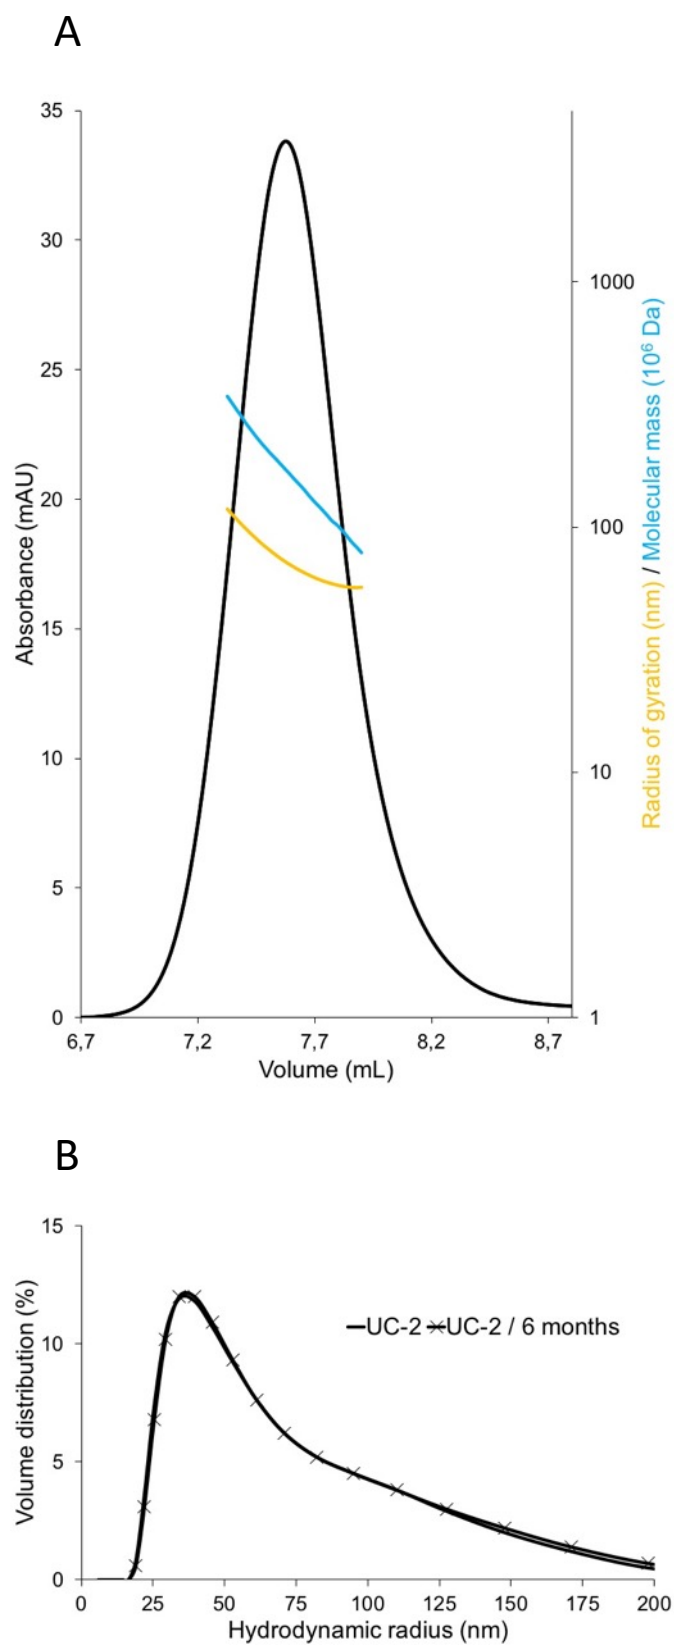 A
35
30
25
20
15
10
5
0
Absorbance (mAU)
1000
100
10
1
Radius of gyration (nm) / Molecular mass (10⁶ Da)
6,7 7,2 7,7 8,2 8,7
Volume (mL)
B
15
10
5
0
Volume distribution (%)
UC-2 UC-2 / 6 months
0 25 50 75 100 125 150 175 200
Hydrodynamic radius (nm)